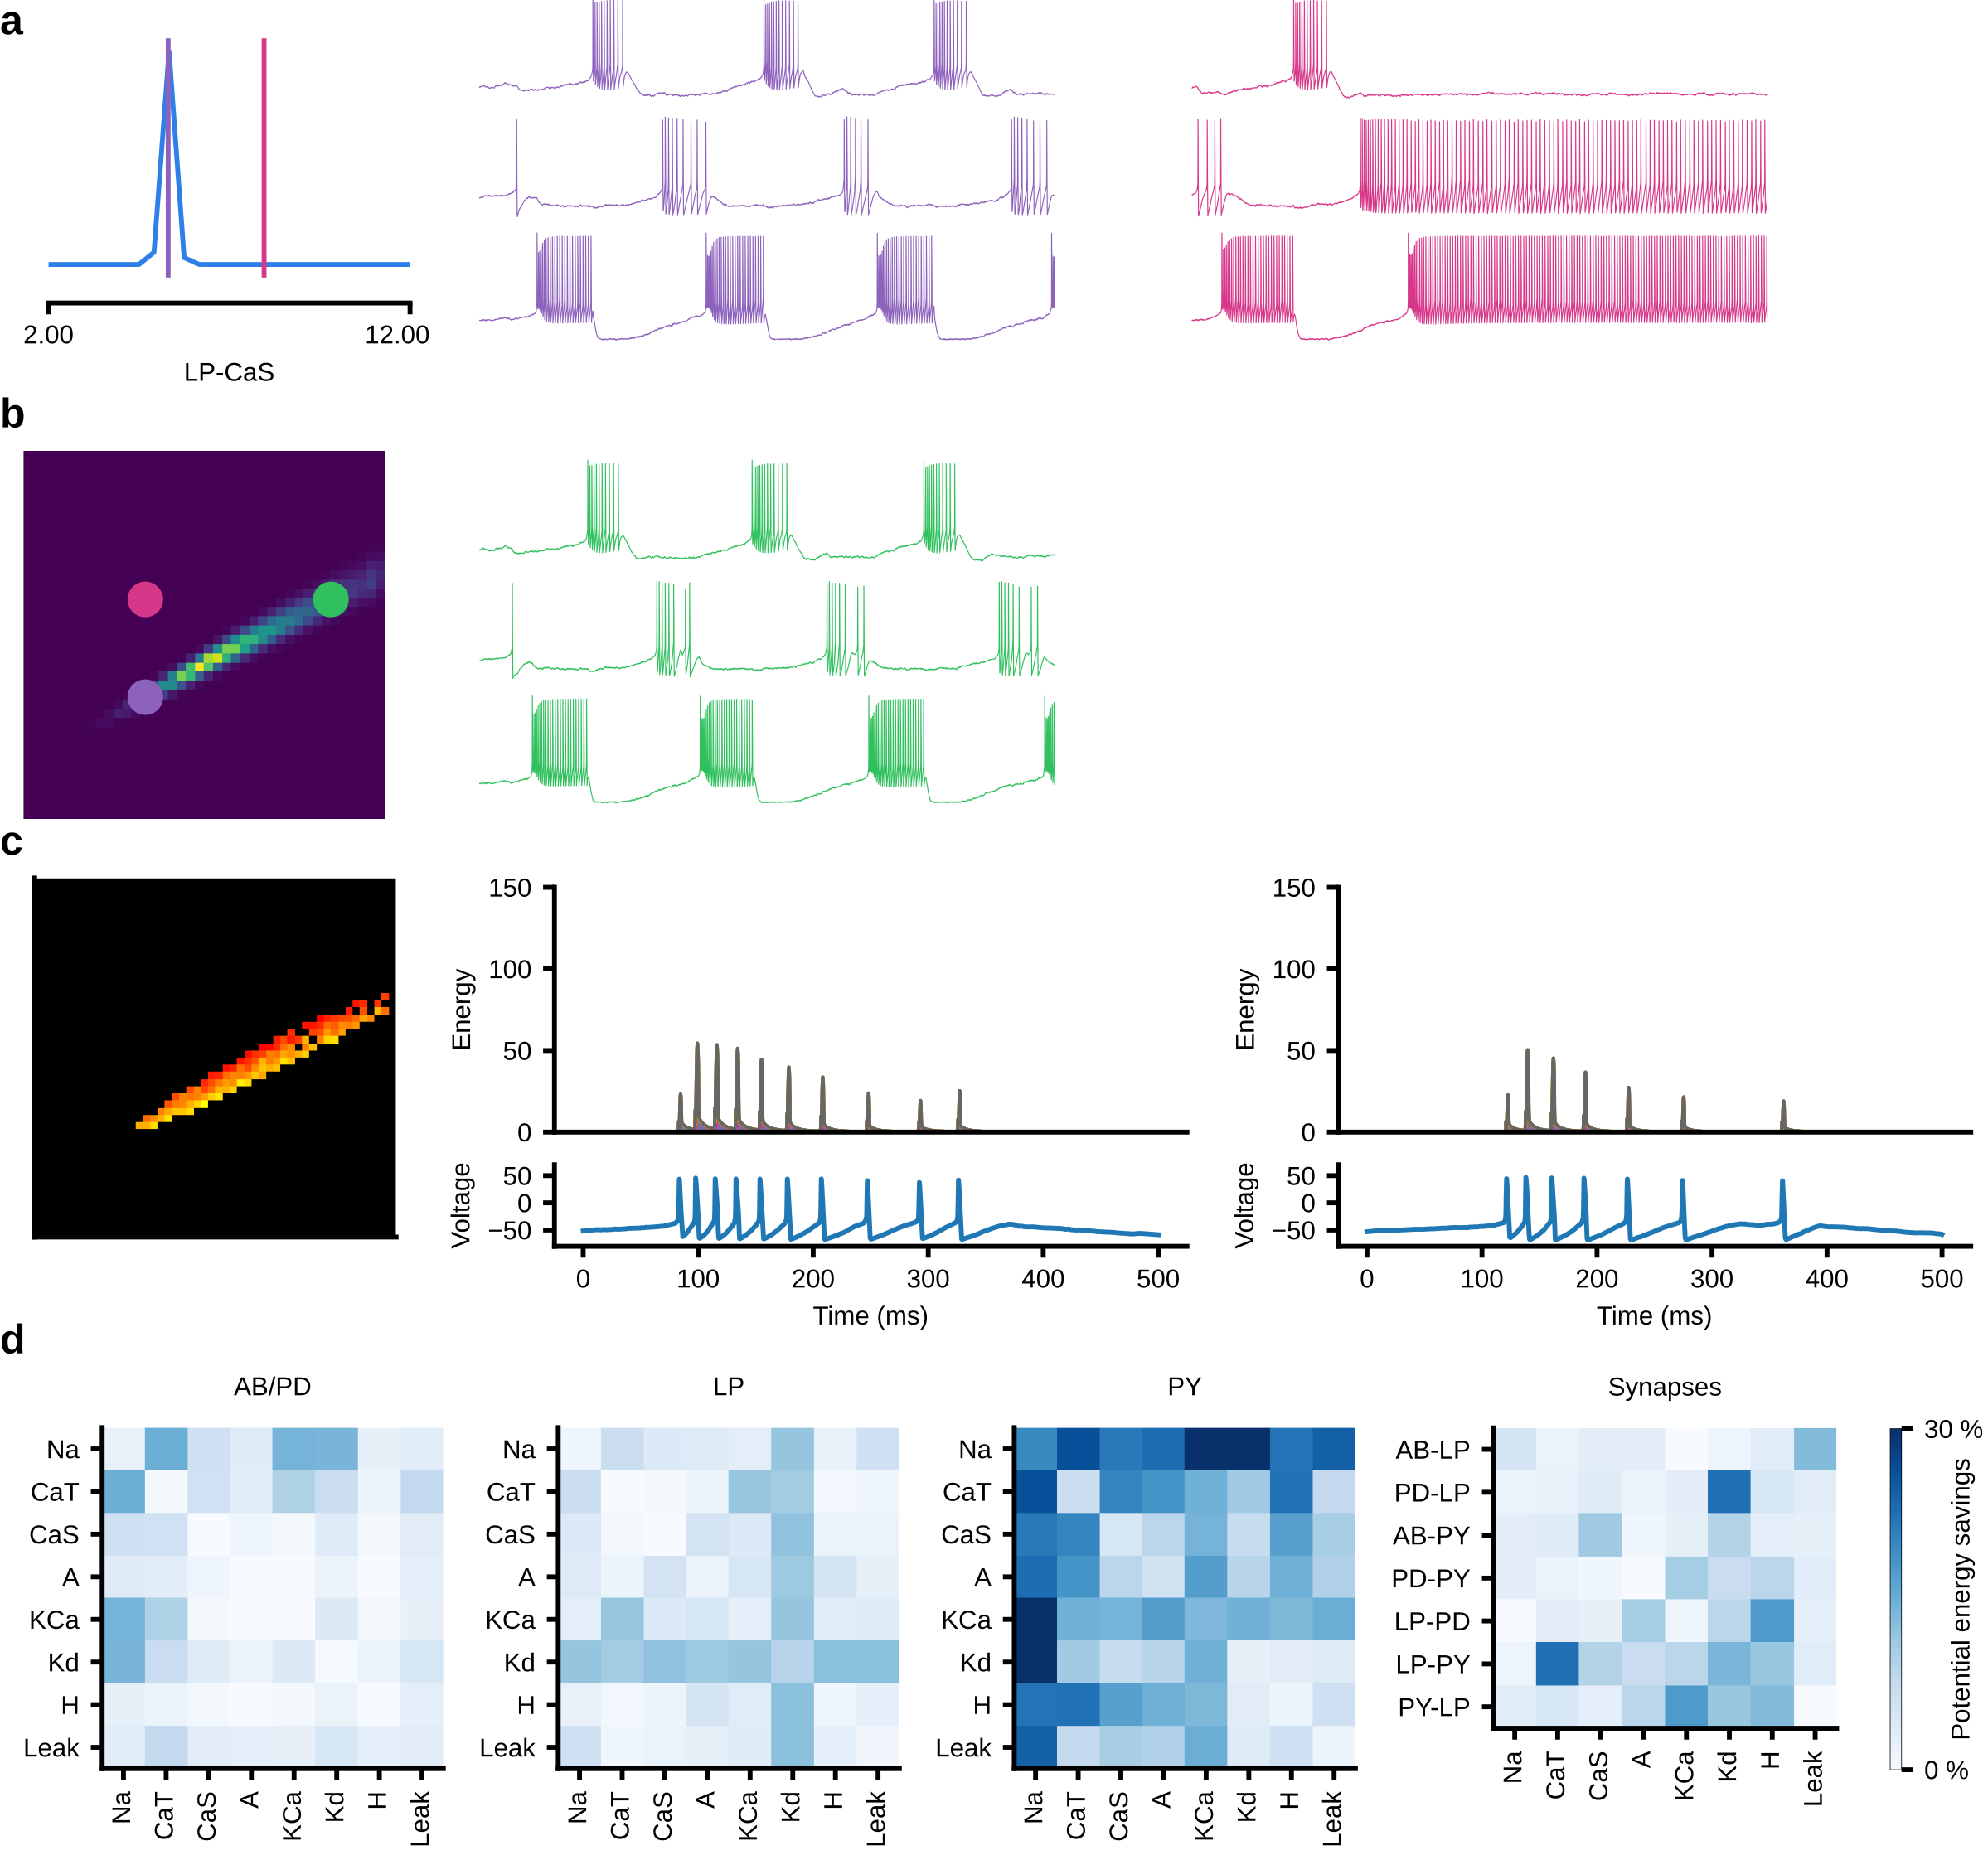 a
2.00 12.00
LP-CaS
b
c
150
100
50
0
Energy
50
0
−50
Voltage
0 100 200 300 400 500
Time (ms)
150
100
50
0
Energy
50
0
−50
Voltage
0 100 200 300 400 500
Time (ms)
d
AB/PD
Na
CaT
CaS
A
KCa
Kd
H
Leak
Na CaT CaS A KCa Kd H Leak
LP
Na
CaT
CaS
A
KCa
Kd
H
Leak
Na CaT CaS A KCa Kd H Leak
PY
Na
CaT
CaS
A
KCa
Kd
H
Leak
Na CaT CaS A KCa Kd H Leak
Synapses
AB-LP
PD-LP
AB-PY
PD-PY
LP-PD
LP-PY
PY-LP
Na CaT CaS A KCa Kd H Leak
30 %
0 %
Potential energy savings